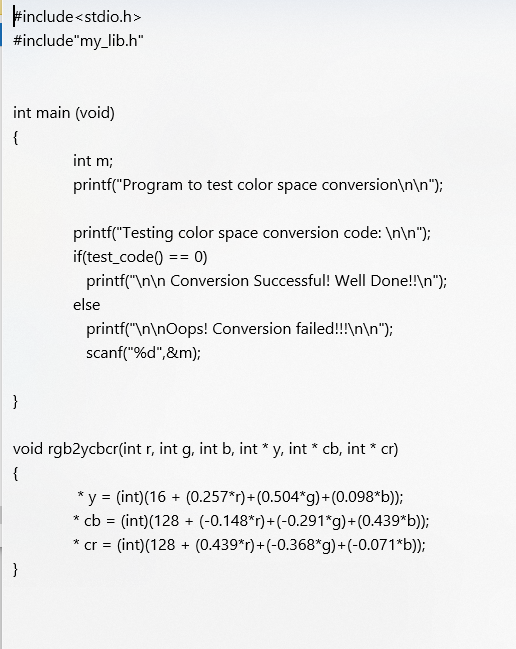 #include<stdio.h>
#include"my_lib.h"
int main (void)
{
int m;
printf("Program to test color space conversion\n\n");
printf("Testing color space conversion code: \n\n");
if(test_code() == 0)
printf("\n\n Conversion Successful! Well Done!!\n");
else
printf("\n\nOops! Conversion failed!!!\n\n");
scanf("%d",&m);
}
void rgb2ycbcr(int r, int g, int b, int * y, int * cb, int * cr)
{
* y = (int)(16 + (0.257*r)+(0.504*g)+(0.098*b));
* cb = (int)(128 + (-0.148*r)+(-0.291*g)+(0.439*b));
* cr = (int)(128 + (0.439*r)+(-0.368*g)+(-0.071*b));
}